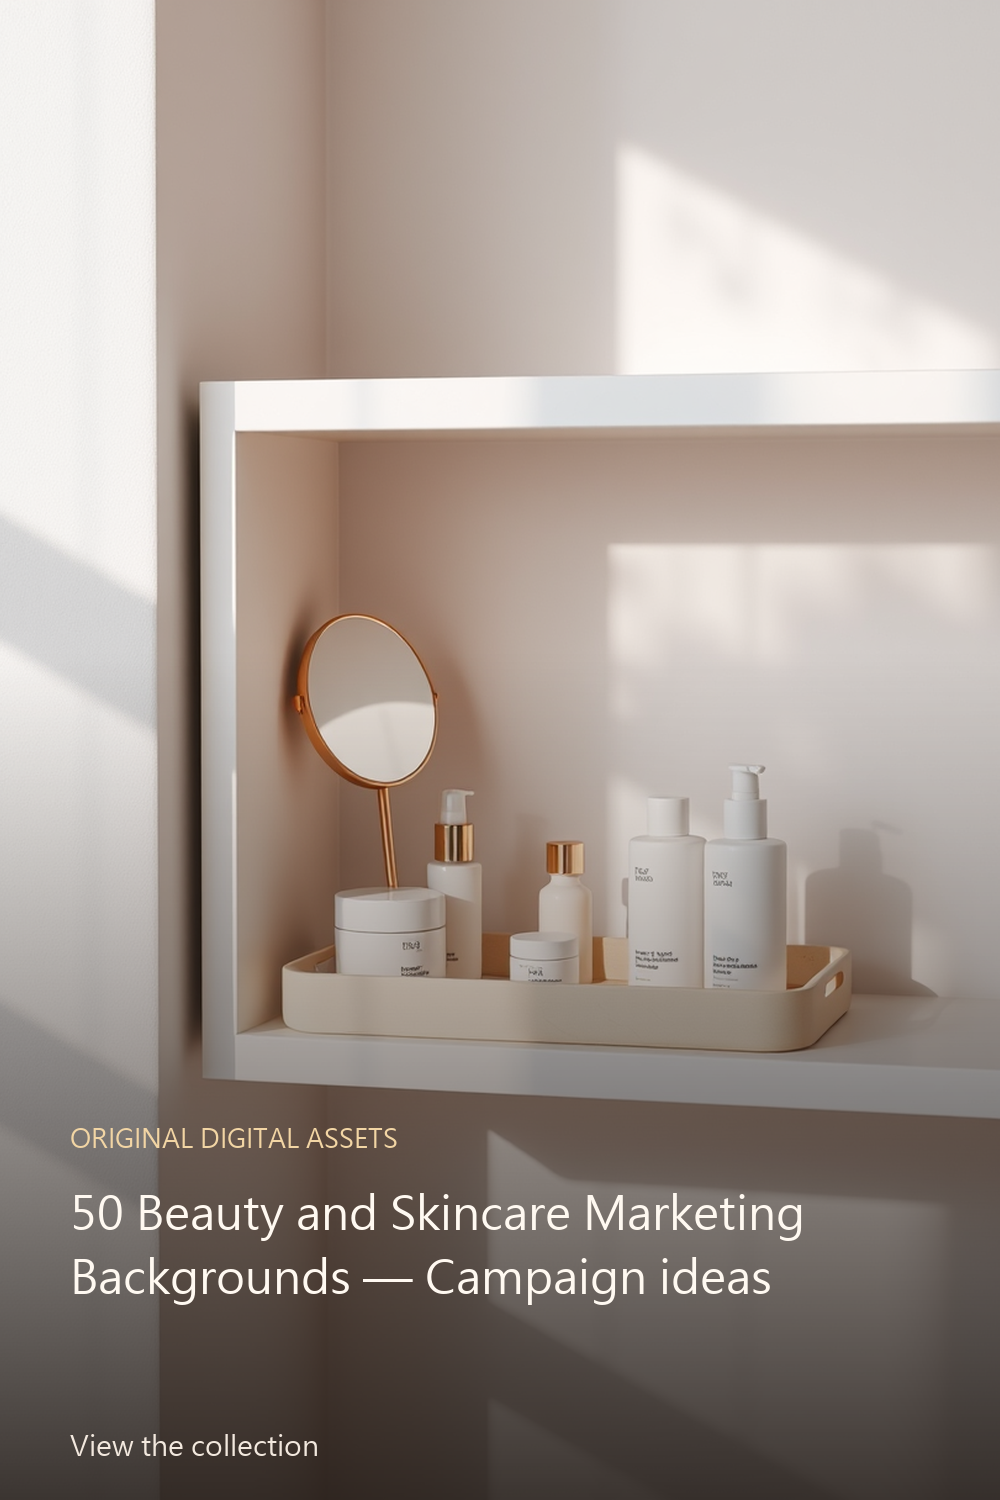 ORIGINAL DIGITAL ASSETS
50 Beauty and Skincare Marketing
Backgrounds — Campaign ideas
View the collection